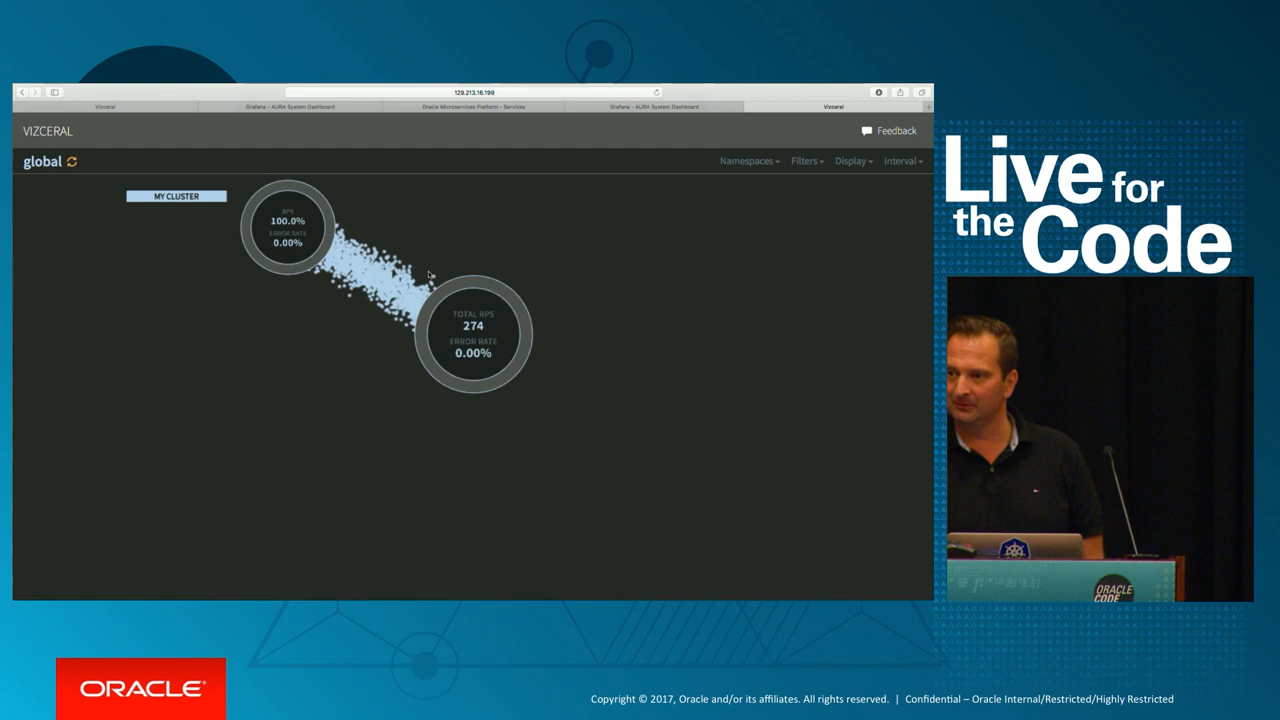 129.213.16.199
Vizceral
Grafana - AURA System Dashboard
Oracle Microservices Platform - Services
Grafana - AURA System Dashboard
Vizceral
VIZCERAL
Feedback
global
Namespaces
Filters
Display
Interval
MY CLUSTER
RPS
100.0%
ERROR RATE
0.00%
TOTAL RPS
274
ERROR RATE
0.00%
Live for
the Code
ORACLE
CODE
ORACLE®
Copyright © 2017, Oracle and/or its affiliates. All rights reserved. | Confidential – Oracle Internal/Restricted/Highly Restricted